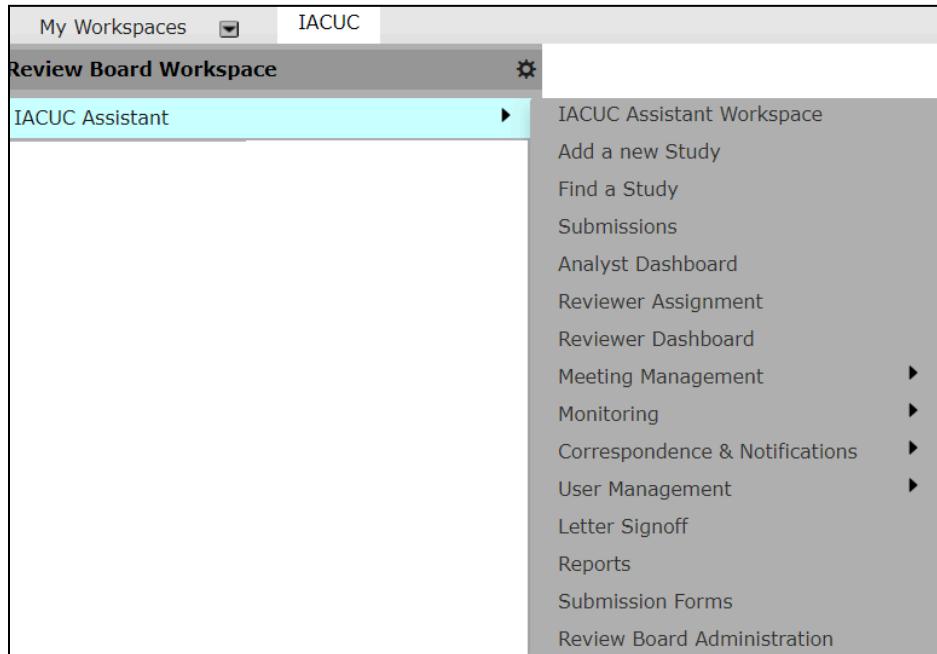 My Workspaces IACUC
Review Board Workspace
IACUC Assistant
IACUC Assistant Workspace
Add a new Study
Find a Study
Submissions
Analyst Dashboard
Reviewer Assignment
Reviewer Dashboard
Meeting Management
Monitoring
Correspondence & Notifications
User Management
Letter Signoff
Reports
Submission Forms
Review Board Administration